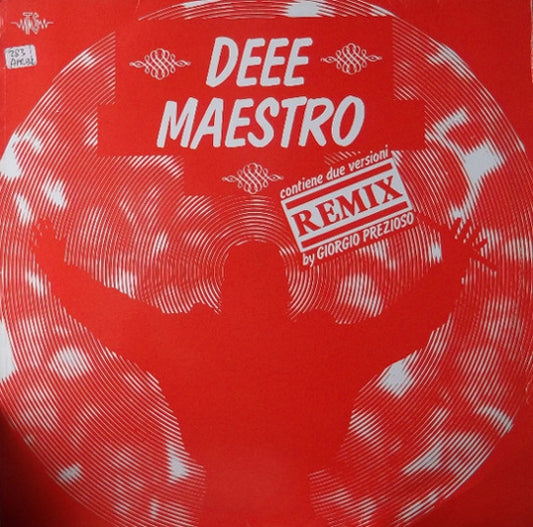 DEEE
MAESTRO
contiene due versioni
REMIX
by GIORGIO PREZIOSO